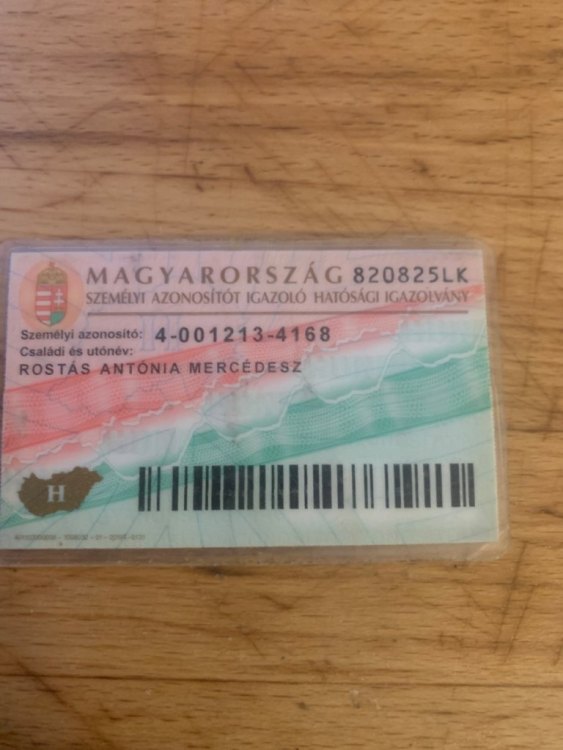 MAGYARORSZÁG 820825LK
SZEMÉLYI AZONOSÍTÓT IGAZOLÓ HATÓSÁGI IGAZOLVÁNY
Személyi azonosító: 4-001213-4168
Családi és utónév:
ROSTÁS ANTÓNIA MERCÉDESZ
H